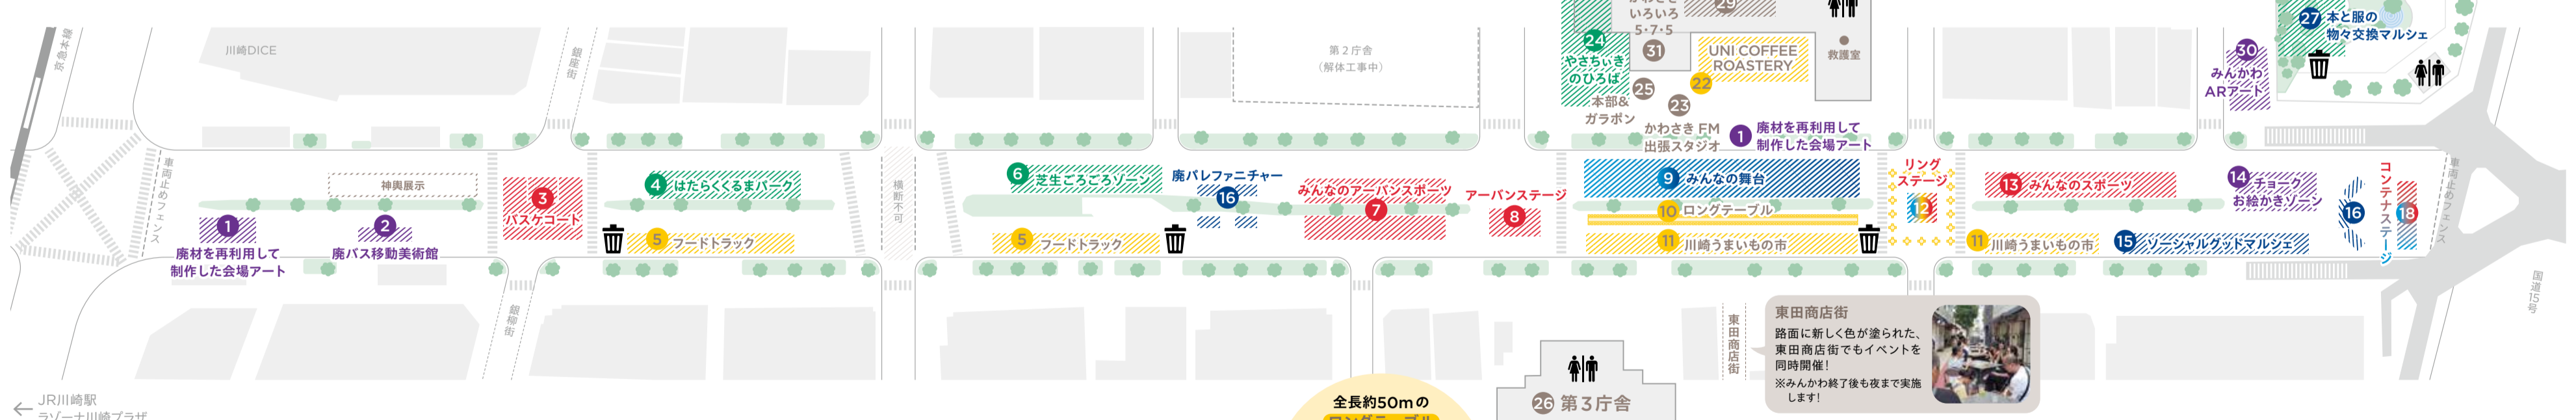 京急本線
川崎DICE
車両止めフェンス
神輿展示
1
廃材を再利用して
制作した会場アート
2
廃バス移動美術館
銀座街
3
バスケコート
銀柳街
4 はたらくくるまパーク
5 フードトラック
横断不可
6 芝生ごろごろゾーン
5 フードトラック
廃パレファニチャー
16
第2庁舎
(解体工事中)
みんなのアーバンスポーツ
7
アーバンステージ
8
24
やさちぃき
のひろば
いろいろ
5・7・5
31
29
UNI COFFEE
ROASTERY
22
救護室
25
本部&
ガラポン
23
かわさきFM
出張スタジオ
1 廃材を再利用して
制作した会場アート
9 みんなの舞台
10 ロングテーブル
11 川崎うまいもの市
リング
ステージ
12
13 みんなのスポーツ
11 川崎うまいもの市
14 チョーク
お絵かきゾーン
15 ソーシャルグッドマルシェ
16
コンテナステージ
18
車両止めフェンス
27 本と服の
物々交換マルシェ
30
みんかわ
ARアート
国道15号
東田商店街
東田商店街
路面に新しく色が塗られた、
東田商店街でもイベントを
同時開催!
※みんかわ終了後も夜まで実施
します!
26 第3庁舎
全長約50mの
ロングテーブル
← JR川崎駅
ラゾーナ川崎プラザ